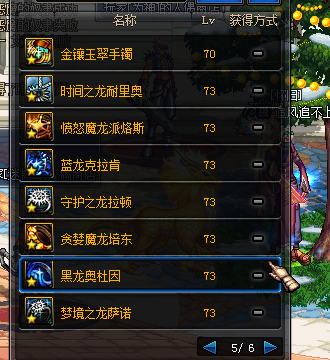 名称 Lv 获得方式
金镶玉翠手镯 70
时间之龙耐里奥 73
愤怒魔龙派烙斯 73
蓝龙克拉肯 73
守护之龙拉顿 73
贪婪魔龙培东 73
黑龙奥杜因 73
梦境之龙萨诺 73
5/6